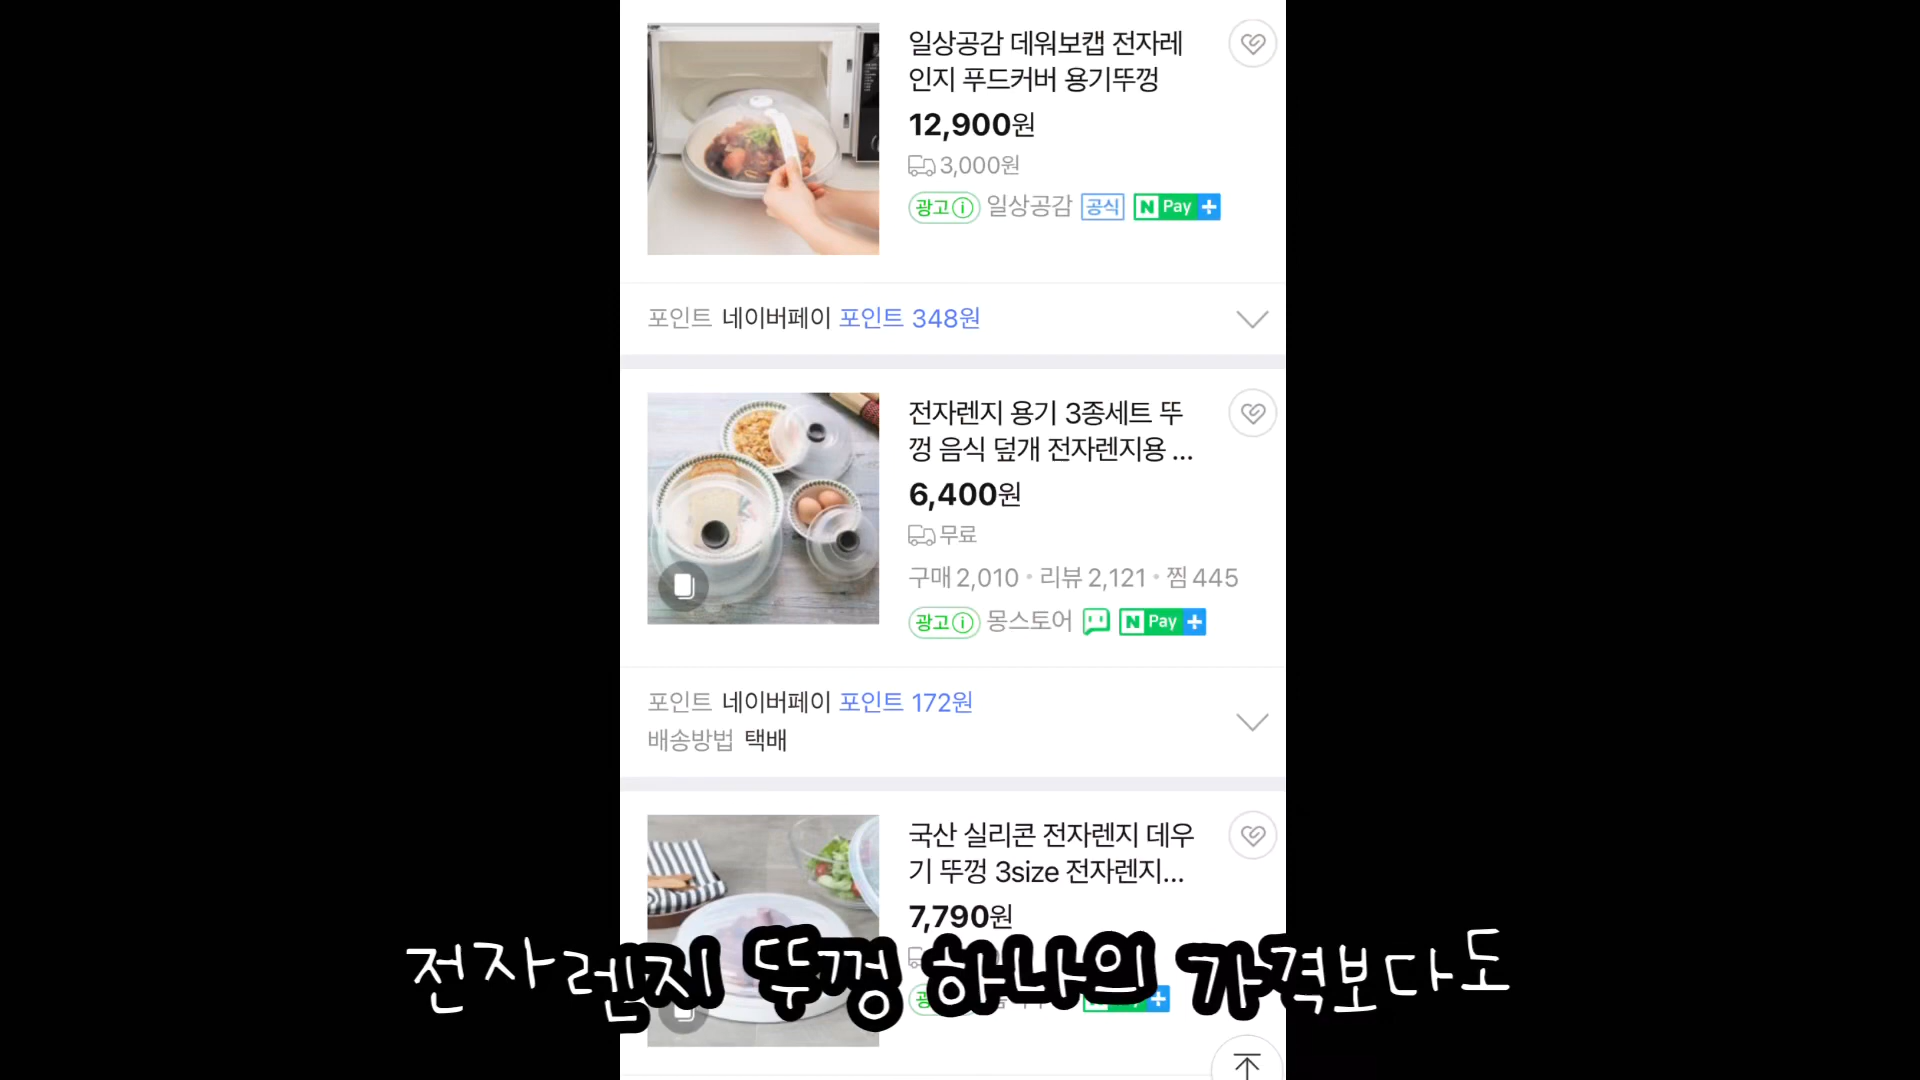 일상공감 데워보캡 전자레
인지 푸드커버 용기뚜껑
12,900원
3,000원
광고 일상공감 공식 N Pay +
포인트 네이버페이 포인트 348원
전자렌지 용기 3종세트 뚜
껑 음식 덮개 전자렌지용 ...
6,400원
무료
구매 2,010 · 리뷰 2,121 · 찜 445
광고 몽스토어 N Pay +
포인트 네이버페이 포인트 172원
배송방법 택배
국산 실리콘 전자렌지 데우
기 뚜껑 3size 전자렌지...
7,790원
전자렌지 뚜껑 하나의 가격보다도